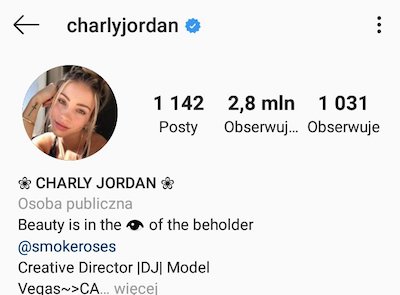 charlyjordan
1 142 2,8 mln 1 031
Posty Obserwuj... Obserwuje
❀ CHARLY JORDAN ❀
Osoba publiczna
Beauty is in the 👁 of the beholder
@smokeroses
Creative Director |DJ| Model
Vegas~>CA... więcej